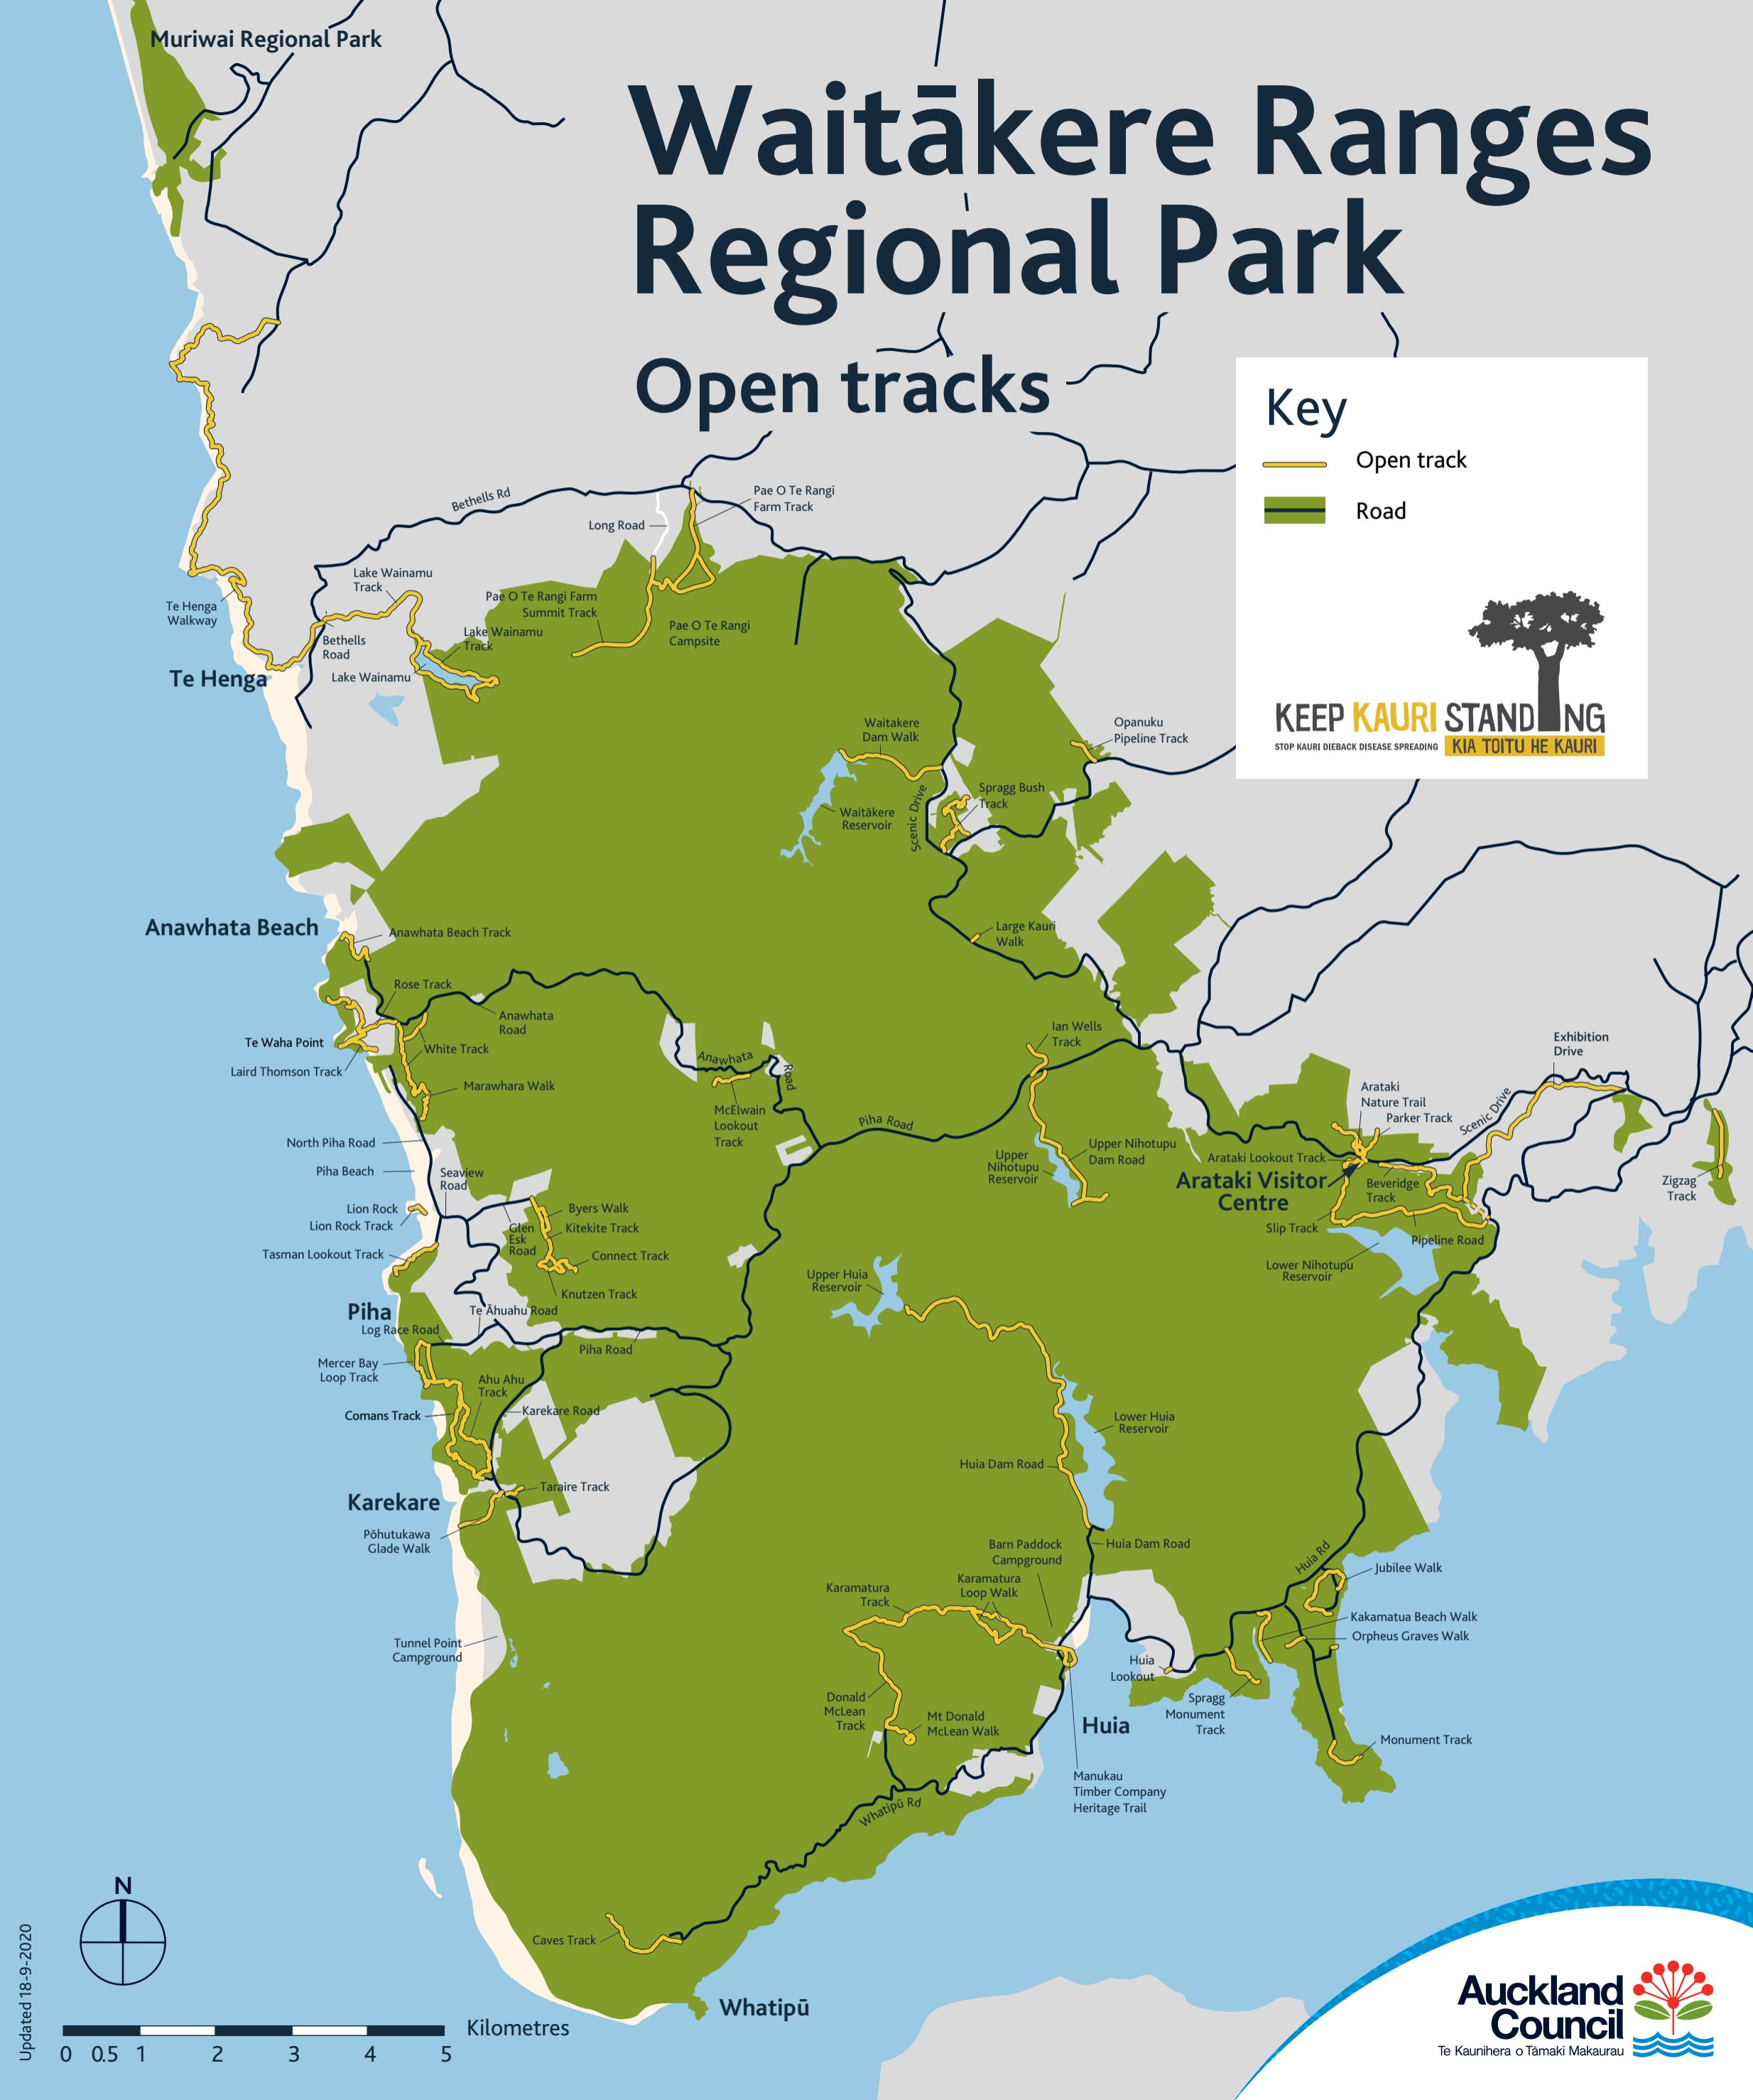 Muriwai Regional Park
Waitākere Ranges
Regional Park
Open tracks
Key
Open track
Road
KEEP KAURI STANDING
STOP KAURI DIEBACK DISEASE SPREADING
KIA TOITU HE KAURI
Bethells Rd
Pae O Te Rangi
Farm Track
Long Road
Lake Wainamu
Track
Te Henga
Walkway
Pae O Te Rangi Farm
Summit Track
Pae O Te Rangi
Campsite
Lake Wainamu
Track
Bethells
Road
Lake Wainamu
Te Henga
Waitakere
Dam Walk
Opanuku
Pipeline Track
Spragg Bush
Track
Scenic Drive
Waitākere
Reservoir
Anawhata Beach
Anawhata Beach Track
Large Kauri
Walk
Rose Track
Anawhata
Road
Te Waha Point
White Track
Laird Thomson Track
Marawhara Walk
Anawhata
Road
McElwain
Lookout
Track
Ian Wells
Track
Exhibition
Drive
Arataki
Nature Trail
Parker Track
Scenic Drive
Piha Road
North Piha Road
Piha Beach
Seaview
Road
Upper Nihotupu
Dam Road
Upper
Nihotupu
Reservoir
Arataki Lookout Track
Arataki Visitor
Centre
Beveridge
Track
Zigzag
Track
Lion Rock
Lion Rock Track
Byers Walk
Glen
Esk
Road
Kitekite Track
Slip Track
Pipeline Road
Tasman Lookout Track
Connect Track
Lower Nihotupu
Reservoir
Knutzen Track
Upper Huia
Reservoir
Piha
Te Āhuahu Road
Log Race Road
Piha Road
Mercer Bay
Loop Track
Ahu Ahu
Track
Comans Track
Karekare Road
Lower Huia
Reservoir
Huia Dam Road
Karekare
Taraire Track
Pōhutukawa
Glade Walk
Barn Paddock
Campground
Huia Dam Road
Huia Rd
Jubilee Walk
Karamatura
Loop Walk
Karamatura
Track
Kakamatua Beach Walk
Orpheus Graves Walk
Tunnel Point
Campground
Huia
Lookout
Spragg
Monument
Track
Donald
McLean
Track
Mt Donald
McLean Walk
Huia
Monument Track
Manukau
Timber Company
Heritage Trail
Whatipū Rd
Caves Track
Whatipū
N
Updated 18-9-2020
Kilometres
0 0.5 1 2 3 4 5
Auckland
Council
Te Kaunihera o Tāmaki Makaurau